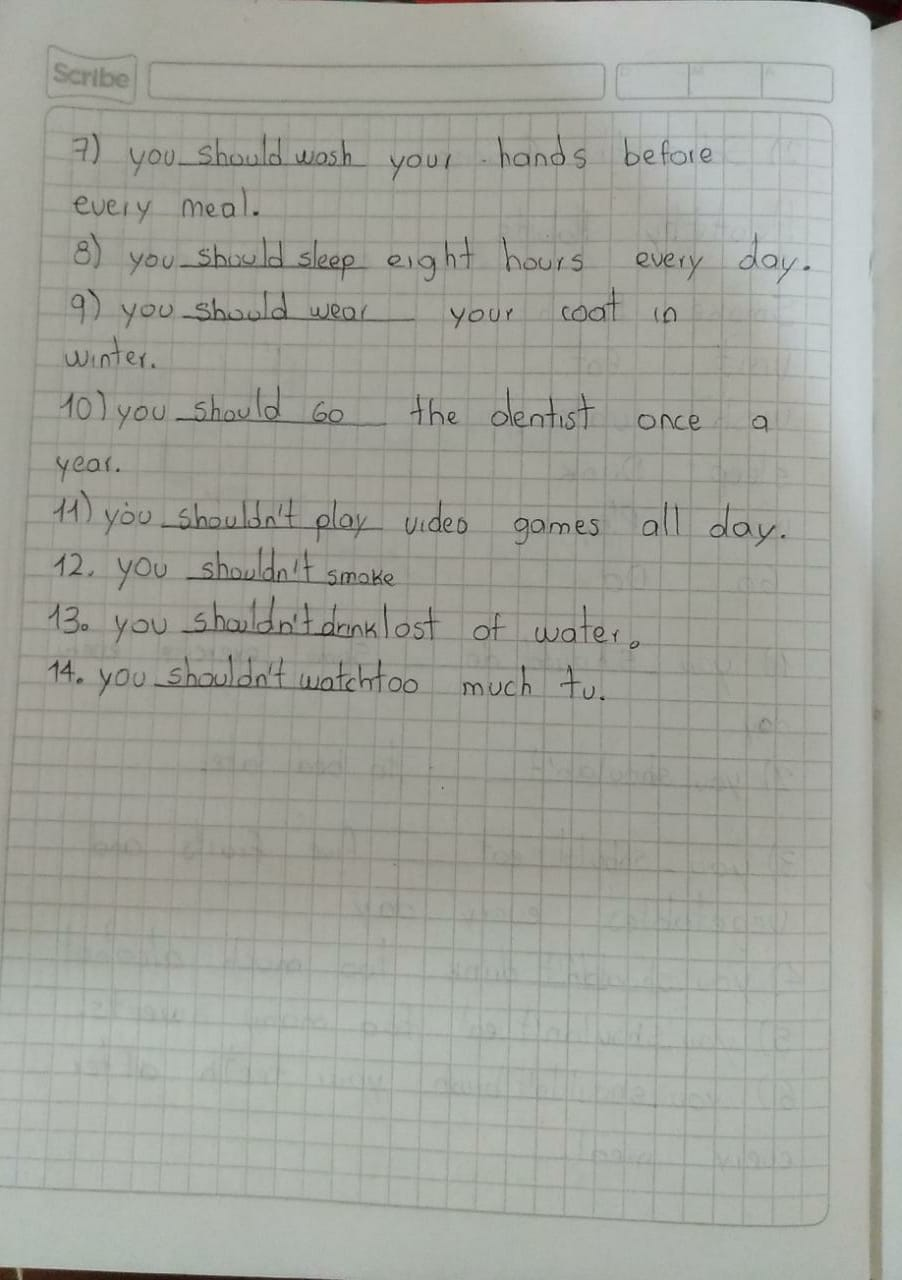 Scribe
7) you should wash your hands before
every meal.
8) you should sleep eight hours every day.
9) you should wear your coat in
winter.
10) you should Go the dentist once a
year.
11) you shouldn't play video games all day.
12. you shouldn't smoke
13. you shouldn't drink lost of water.
14. you shouldn't watch too much tv.